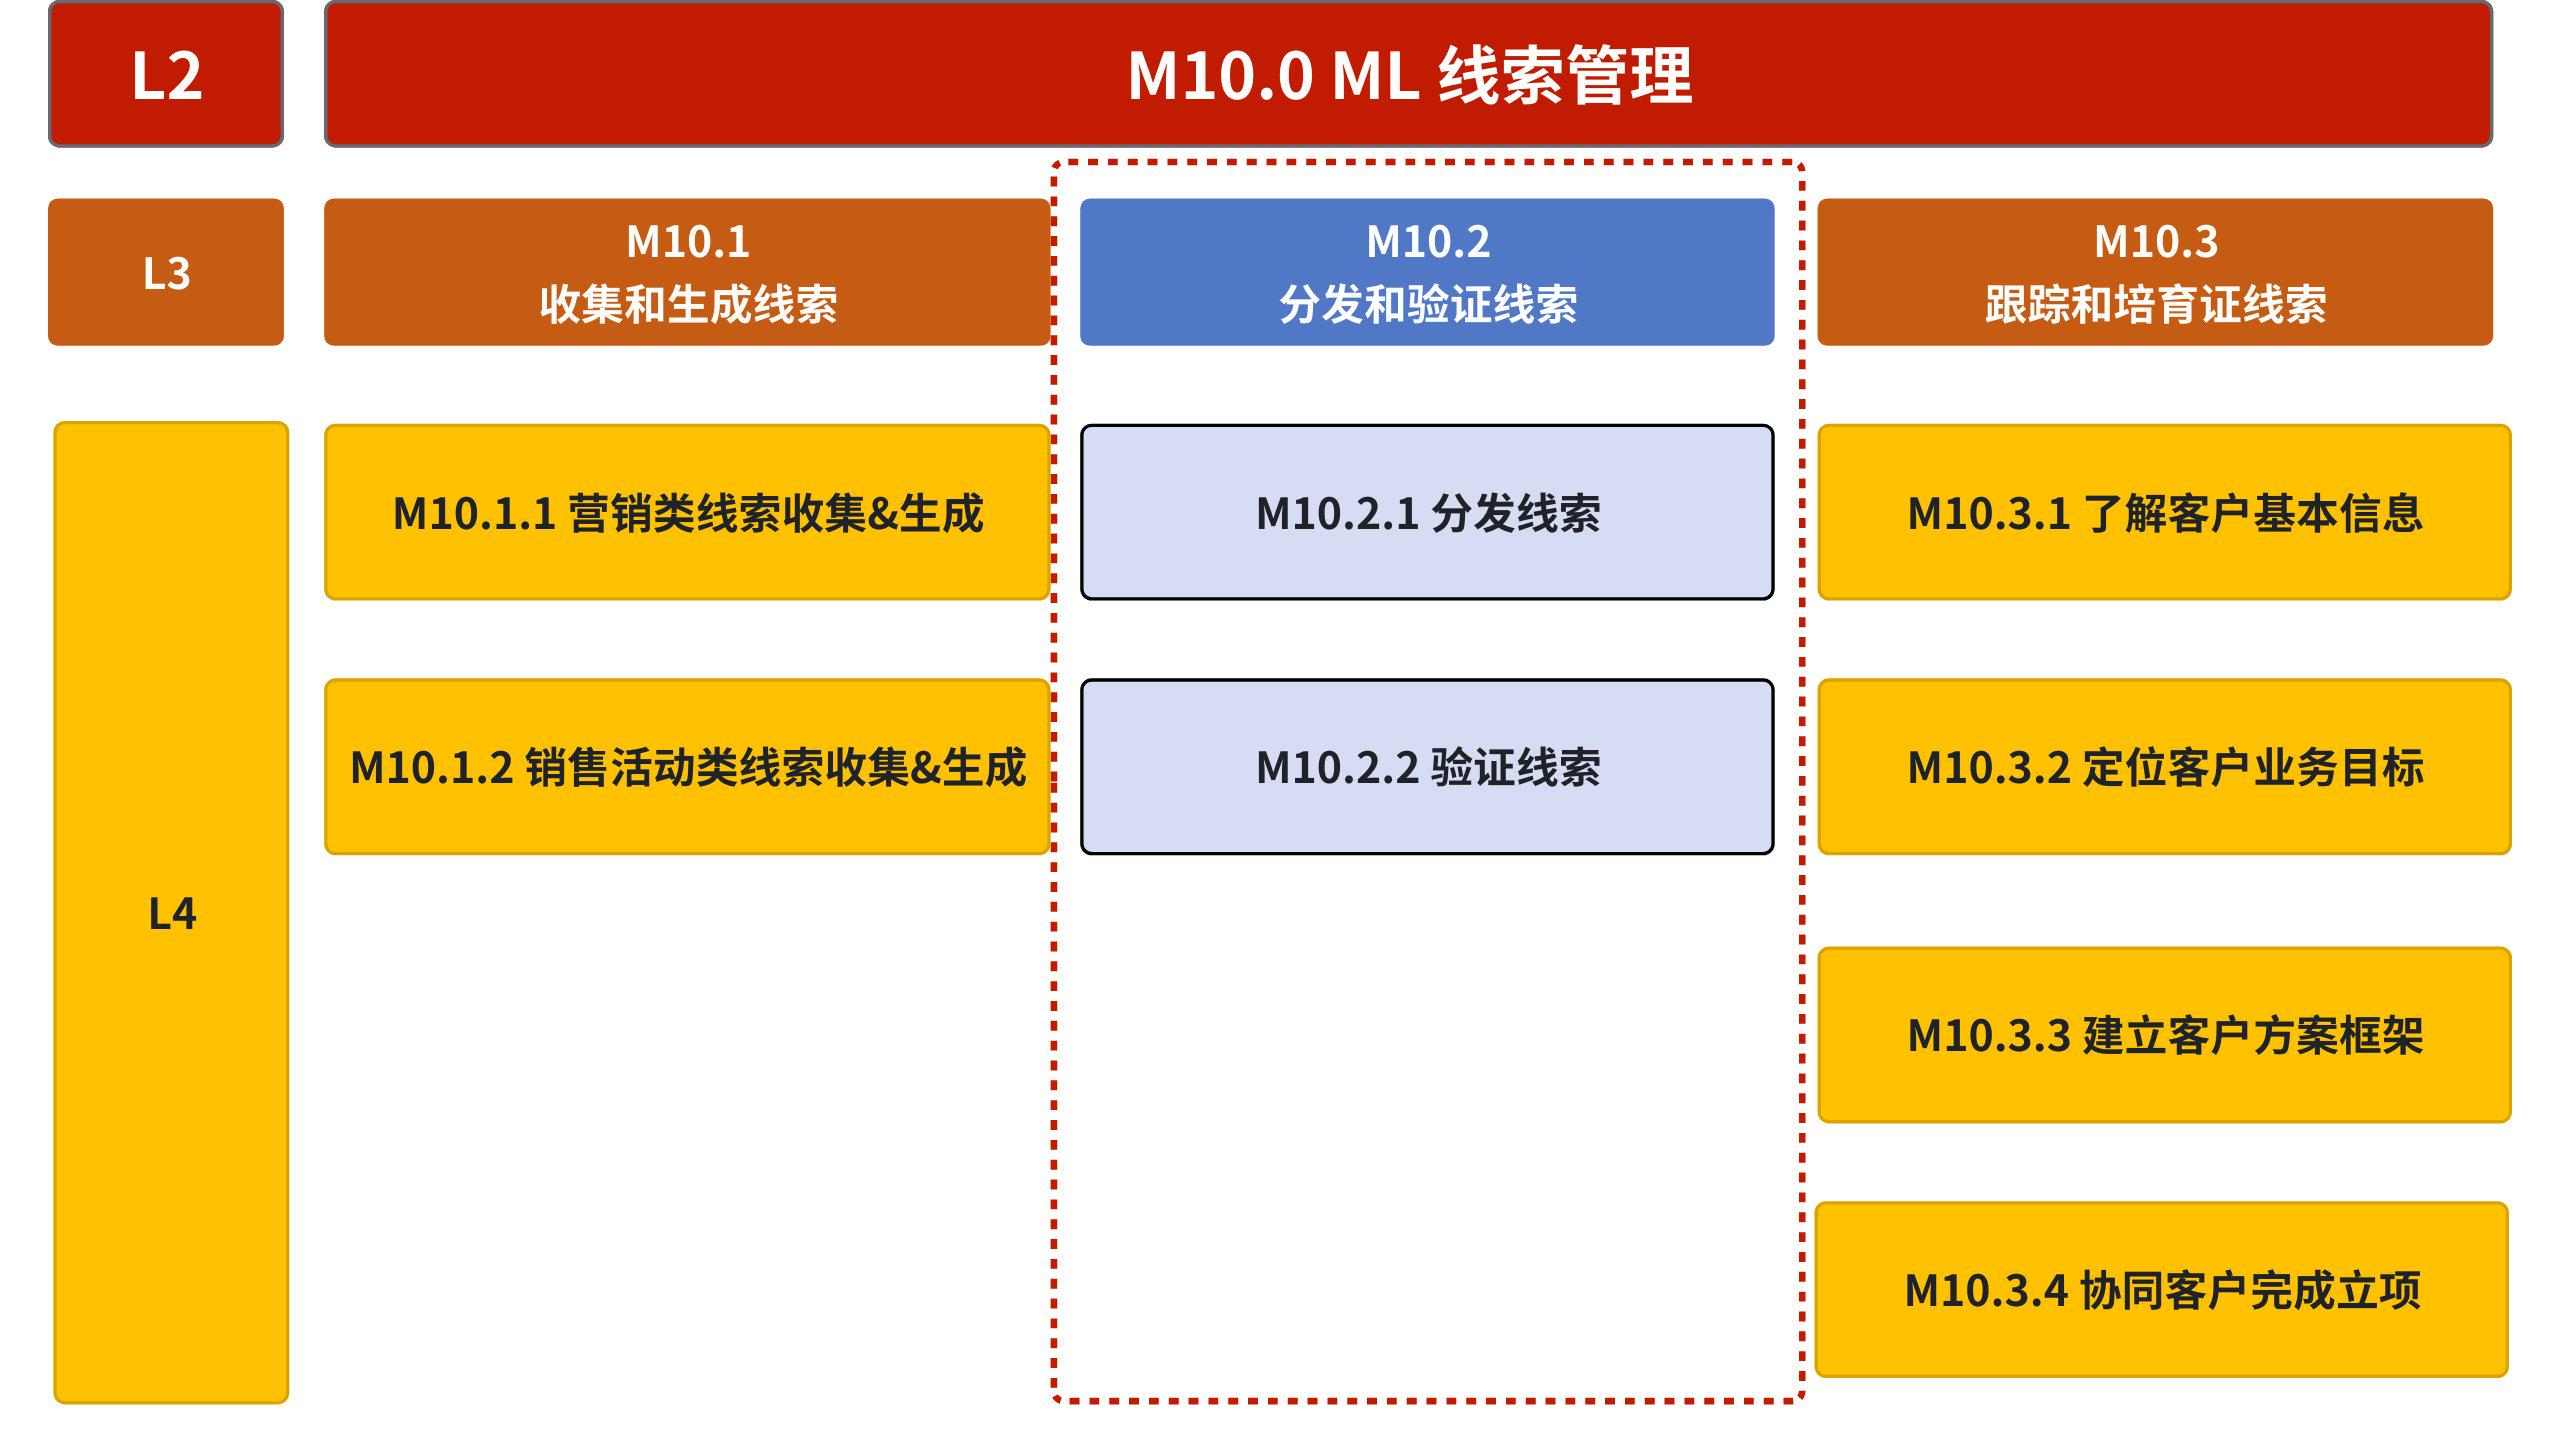 L2
M10.0 ML 线索管理
L3
M10.1
收集和生成线索
M10.2
分发和验证线索
M10.3
跟踪和培育证线索
L4
M10.1.1 营销类线索收集&生成
M10.2.1 分发线索
M10.3.1 了解客户基本信息
M10.1.2 销售活动类线索收集&生成
M10.2.2 验证线索
M10.3.2 定位客户业务目标
M10.3.3 建立客户方案框架
M10.3.4 协同客户完成立项